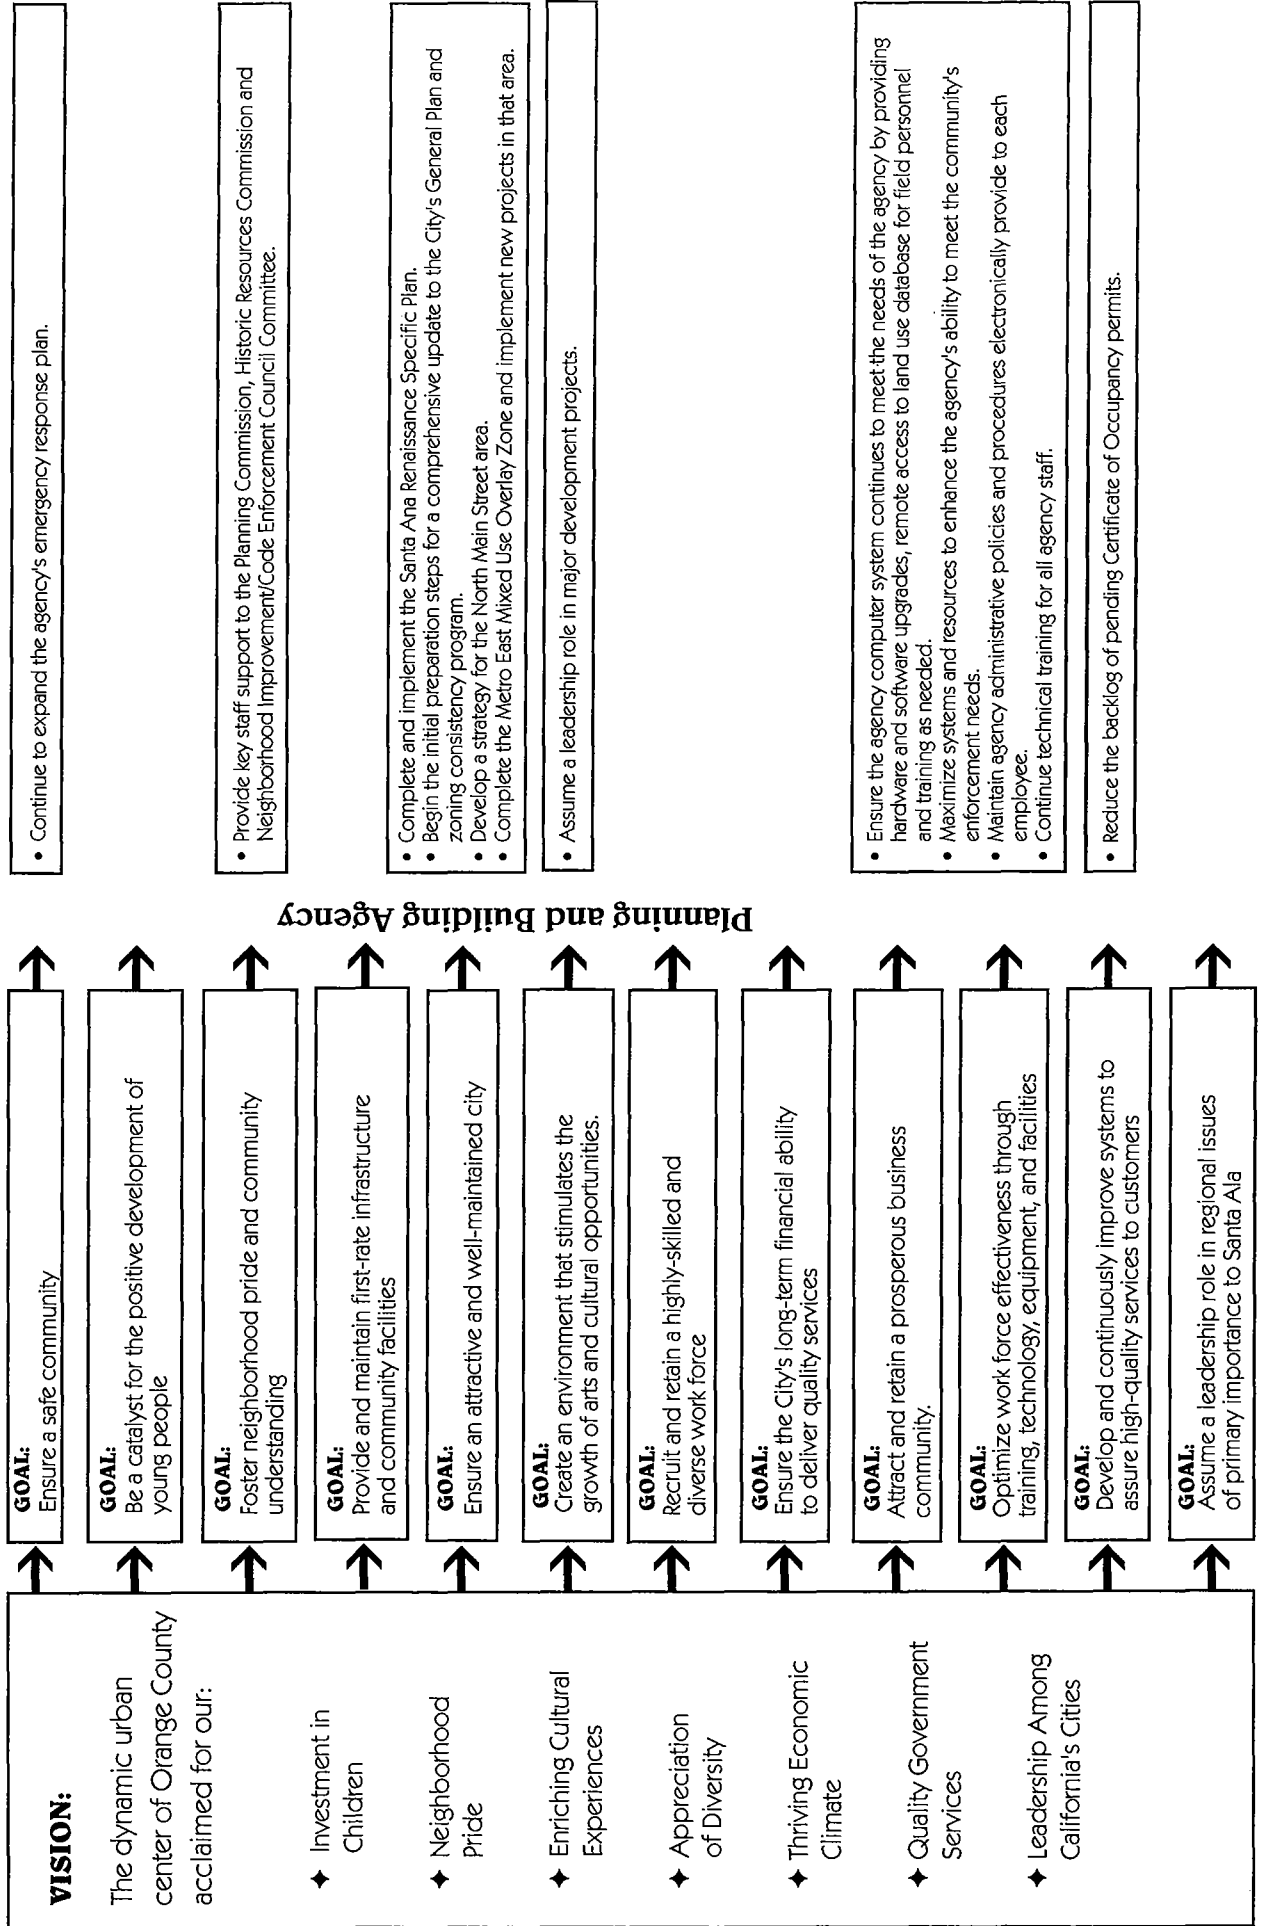 VISION:
The dynamic urban
center of Orange County
acclaimed for our:
✦ Investment in
Children
✦ Neighborhood
Pride
✦ Enriching Cultural
Experiences
✦ Appreciation
of Diversity
✦ Thriving Economic
Climate
✦ Quality Government
Services
✦ Leadership Among
California's Cities
GOAL:
Ensure a safe community
GOAL:
Be a catalyst for the positive development of
young people
GOAL:
Foster neighborhood pride and community
understanding
GOAL:
Provide and maintain first-rate infrastructure
and community facilities
GOAL:
Ensure an attractive and well-maintained city
GOAL:
Create an environment that stimulates the
growth of arts and cultural opportunities.
GOAL:
Recruit and retain a highly-skilled and
diverse work force
GOAL:
Ensure the City's long-term financial ability
to deliver quality services
GOAL:
Attract and retain a prosperous business
community.
GOAL:
Optimize work force effectiveness through
training, technology, equipment, and facilities
GOAL:
Develop and continuously improve systems to
assure high-quality services to customers
GOAL:
Assume a leadership role in regional issues
of primary importance to Santa Ala
Planning and Building Agency
• Continue to expand the agency's emergency response plan.
• Provide key staff support to the Planning Commission, Historic Resources Commission and
Neighborhood Improvement/Code Enforcement Council Committee.
• Complete and implement the Santa Ana Renaissance Specific Plan.
• Begin the initial preparation steps for a comprehensive update to the City's General Plan and
zoning consistency program.
• Develop a strategy for the North Main Street area.
• Complete the Metro East Mixed Use Overlay Zone and implement new projects in that area.
• Assume a leadership role in major development projects.
• Ensure the agency computer system continues to meet the needs of the agency by providing
hardware and software upgrades, remote access to land use database for field personnel
and training as needed.
• Maximize systems and resources to enhance the agency's ability to meet the community's
enforcement needs.
• Maintain agency administrative policies and procedures electronically provide to each
employee.
• Continue technical training for all agency staff.
• Reduce the backlog of pending Certificate of Occupancy permits.